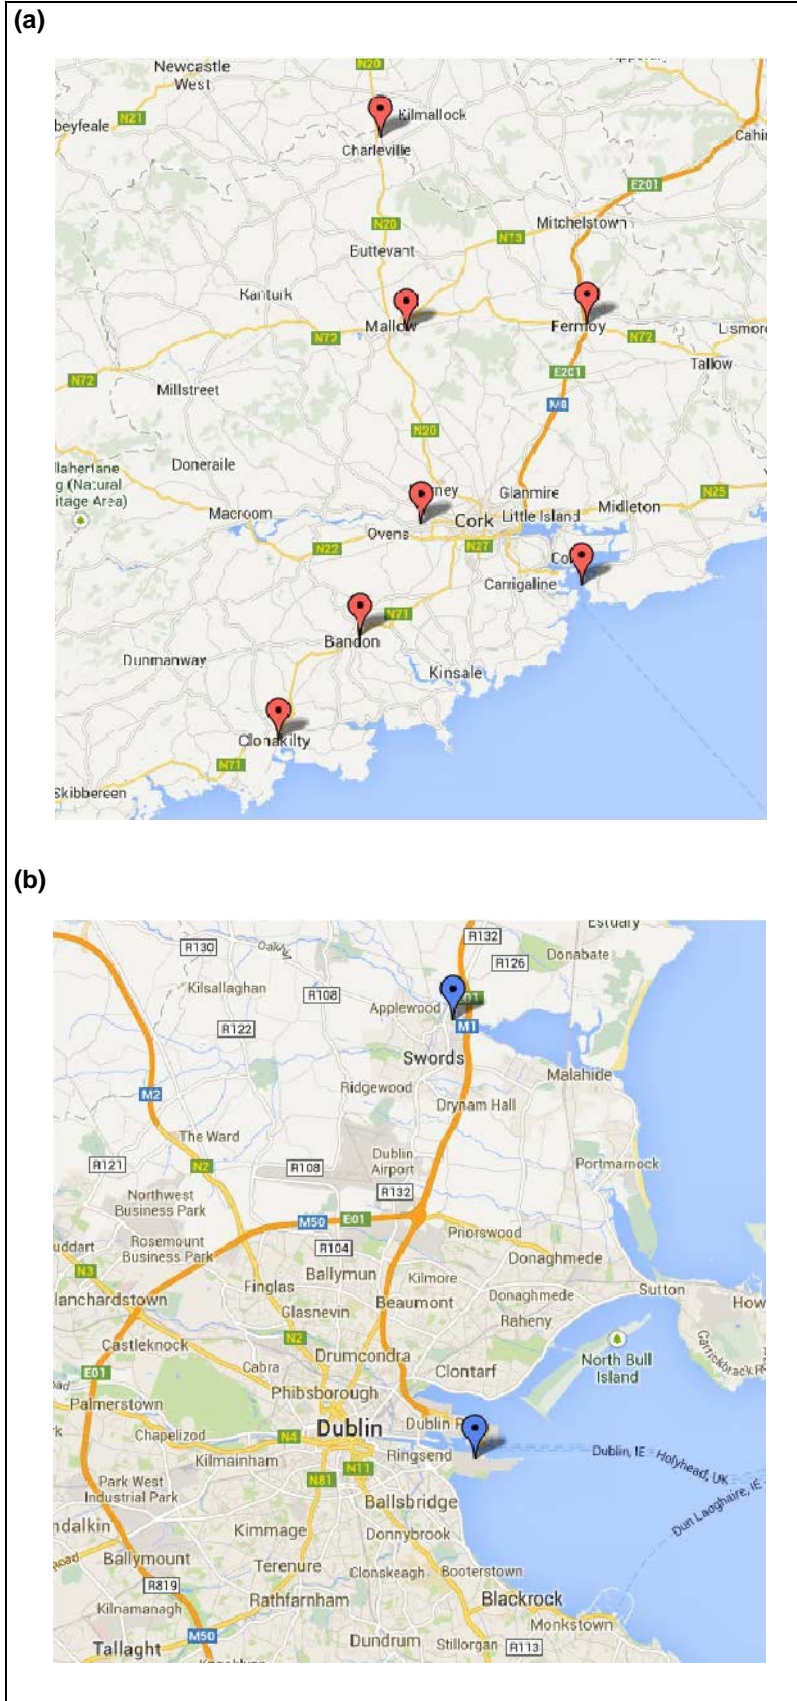 (a)
N20
Newcastle
West
N21
Kilmallock
Charleville
E201
N20
Mitchelstown
N73
Buttevant
Kanturk
Mallow
Fermoy
N72
N72
Tallow
E201
N72
Millstreet
M8
N20
Doneraile
Glanmire
N25
Macroom
Midleton
Ovens
Cork
Little Island
N22
N27
Carrigaline
N71
Bandon
Dunmanway
Kinsale
Clonakilty
N71
Skibbereen
(b)
Estuary
R132
R130
Donabate
R126
Kilsallaghan
R108
Applewood
R122
M1
Swords
Malahide
Ridgewood
M2
Drynam Hall
The Ward
Dublin
Airport
R121
N2
R108
Portmarnock
R132
Northwest
Business Park
M50
E01
Priorswood
Rosemount
Business Park
R104
Donaghmede
N3
Ballymun
Kilmore
Finglas
Donaghmede
Sutton
Beaumont
Glasnevin
Raheny
N2
Castleknock
Drumcondra
North Bull
Island
Cabra
Clontarf
E01
Phibsborough
Palmerstown
Dublin
Dublin
Chapelizod
N4
Ringsend
Dublin, IE - Holyhead, UK
Kilmainham
N11
Park West
Industrial Park
N81
Ballsbridge
Dun Laoghaire, IE -
Kimmage
Donnybrook
Ballymount
Terenure
Clonskeagh
Booterstown
R819
Rathfarnham
Blackrock
Kilnamanagh
Monkstown
M50
Tallaght
Dundrum
Stillorgan
R113